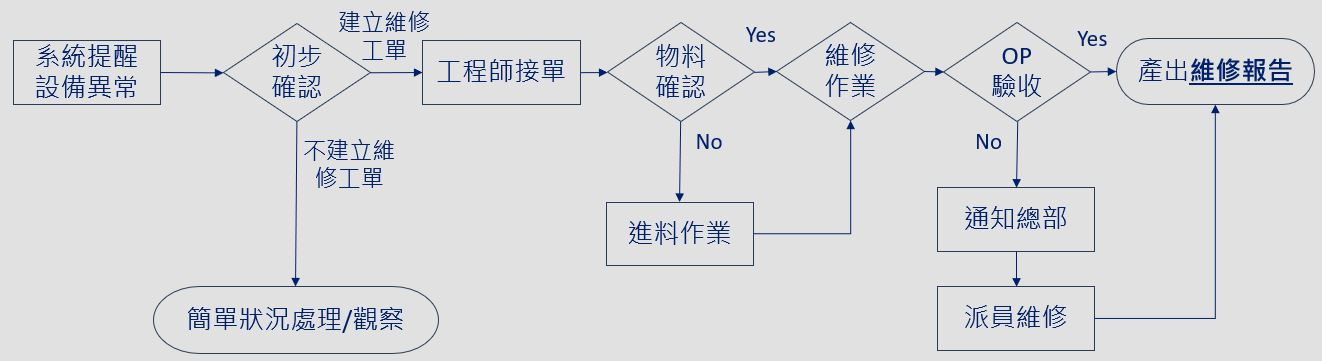 系統提醒
設備異常
初步
確認
建立維修
工單
不建立維
修工單
簡單狀況處理/觀察
工程師接單
物料
確認
Yes
No
進料作業
維修
作業
OP
驗收
Yes
No
通知總部
派員維修
產出維修報告